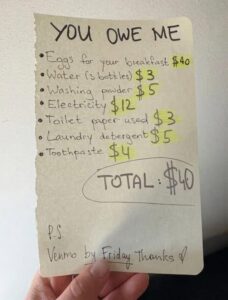 YOU OWE ME
• Eggs for your breakfast $40
• Water (3 bottles) $3
• Washing powder $5
• Electricity $12
• Toilet paper used $3
• Laundry detergent $5
• Toothpaste $4
TOTAL: $40
P.S.
Venmo by Friday Thanks